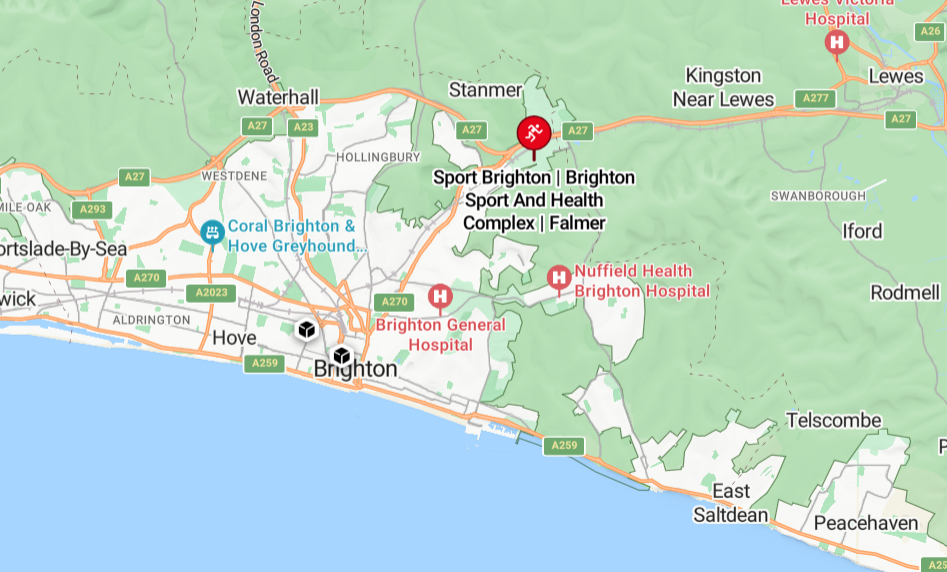 Lewes Victoria
Hospital
London Road
A26
Stanmer
Kingston
Near Lewes
Lewes
Waterhall
A277
A27
A23
A27
A27
A27
HOLLINGBURY
Sport Brighton | Brighton
Sport And Health
Complex | Falmer
A27
WESTDENE
SWANBOROUGH
MILE-OAK
A293
Coral Brighton &
Hove Greyhound...
Iford
ortslade-By-Sea
Nuffield Health
Brighton Hospital
A270
A2023
A270
Rodmell
wick
ALDRINGTON
Brighton General
Hospital
Hove
A259
Brighton
Telscombe
A259
P
East
Saltdean
Peacehaven
A25